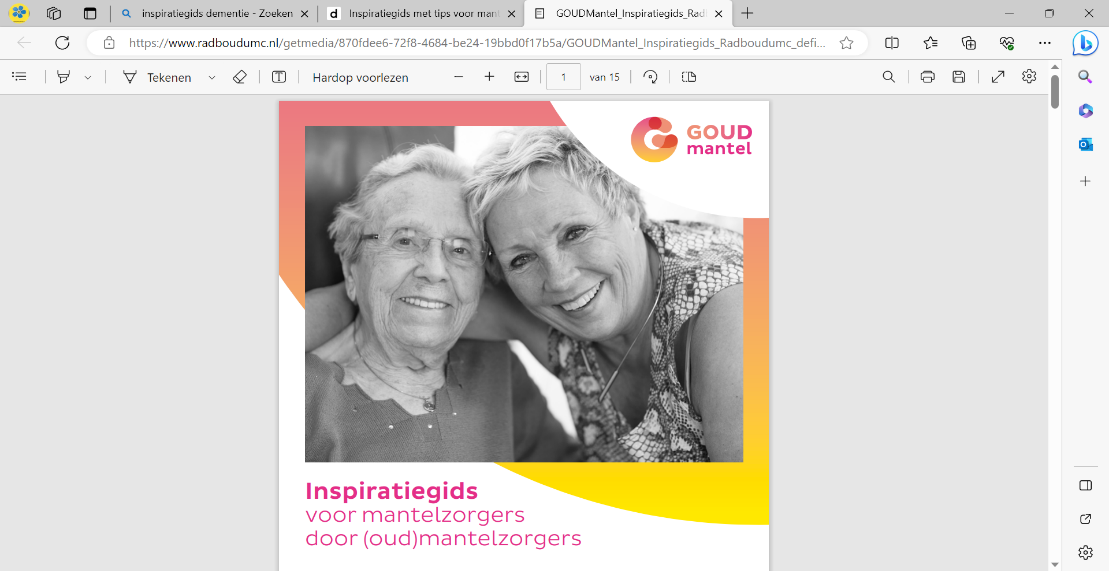 inspiratiegids dementie - Zoeken
Inspiratiegids met tips voor man
GOUDMantel_Inspiratiegids_Rad
https://www.radboudumc.nl/getmedia/870fdee6-72f8-4684-be24-19bbd0f17b5a/GOUDMantel_Inspiratiegids_Radboudumc_defi...
Tekenen
Hardop voorlezen
1
van 15
GOUD
mantel
Inspiratiegids
voor mantelzorgers
door (oud)mantelzorgers